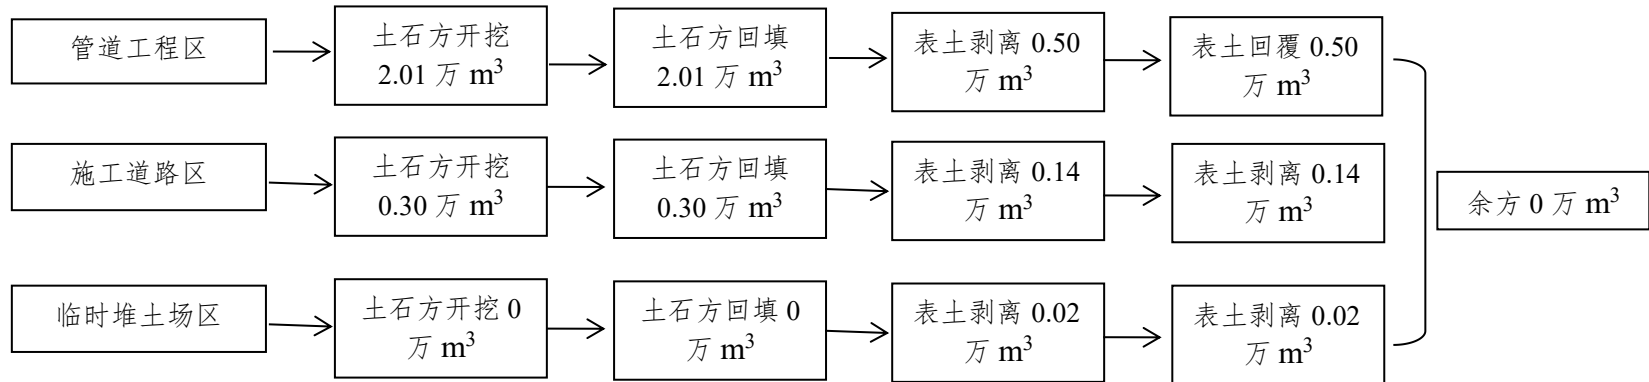 管道工程区
土石方开挖
2.01 万 m³
土石方回填
2.01 万 m³
表土剥离 0.50
万 m³
表土回覆 0.50
万 m³
施工道路区
土石方开挖
0.30 万 m³
土石方回填
0.30 万 m³
表土剥离 0.14
万 m³
表土剥离 0.14
万 m³
余方 0 万 m³
临时堆土场区
土石方开挖 0
万 m³
土石方回填 0
万 m³
表土剥离 0.02
万 m³
表土剥离 0.02
万 m³